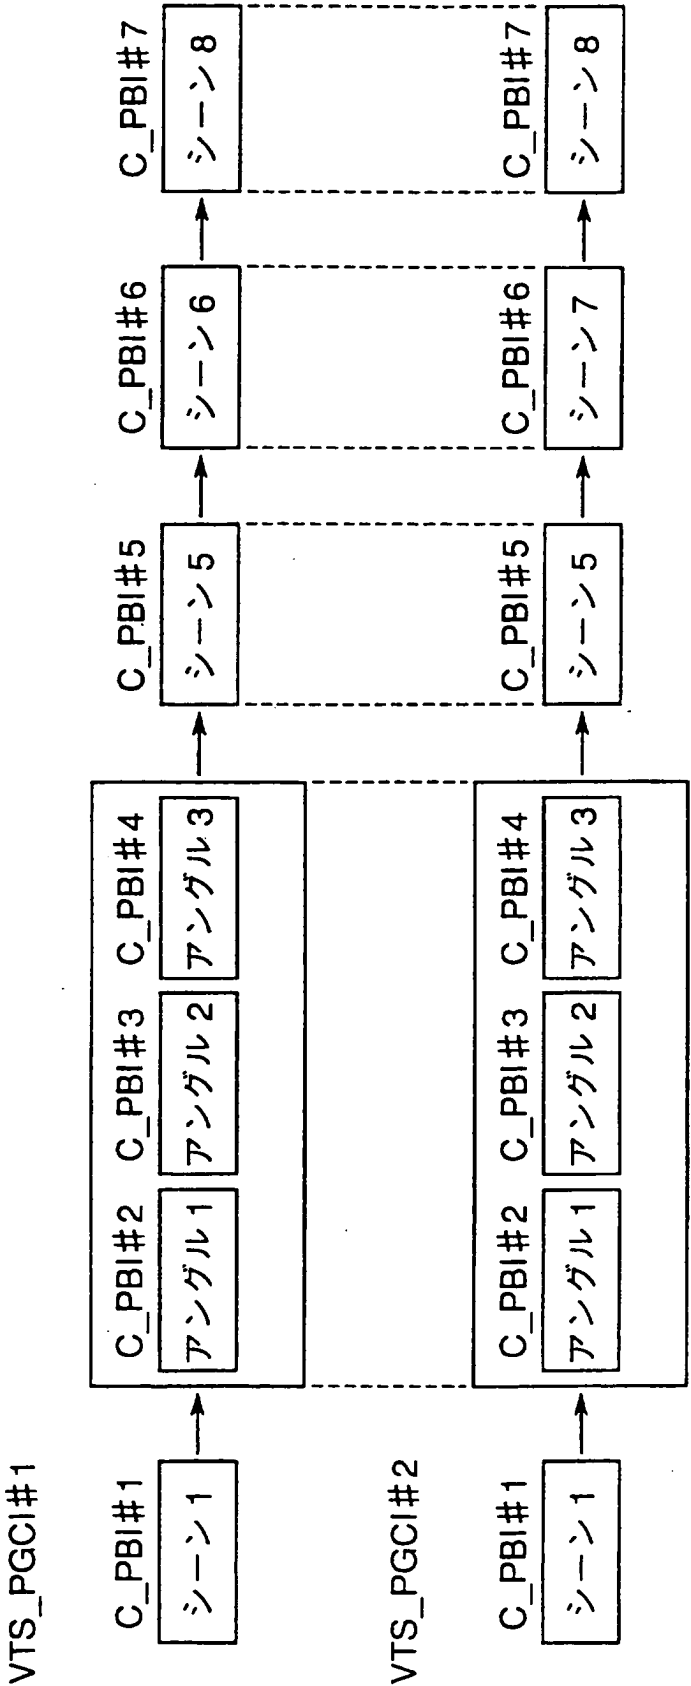 VTS_PGCI#1
C_PBI#1
シーン1
C_PBI#2
アングル1
C_PBI#3
アングル2
C_PBI#4
アングル3
C_PBI#5
シーン5
C_PBI#6
シーン6
C_PBI#7
シーン8
VTS_PGCI#2
C_PBI#1
シーン1
C_PBI#2
アングル1
C_PBI#3
アングル2
C_PBI#4
アングル3
C_PBI#5
シーン5
C_PBI#6
シーン7
C_PBI#7
シーン8